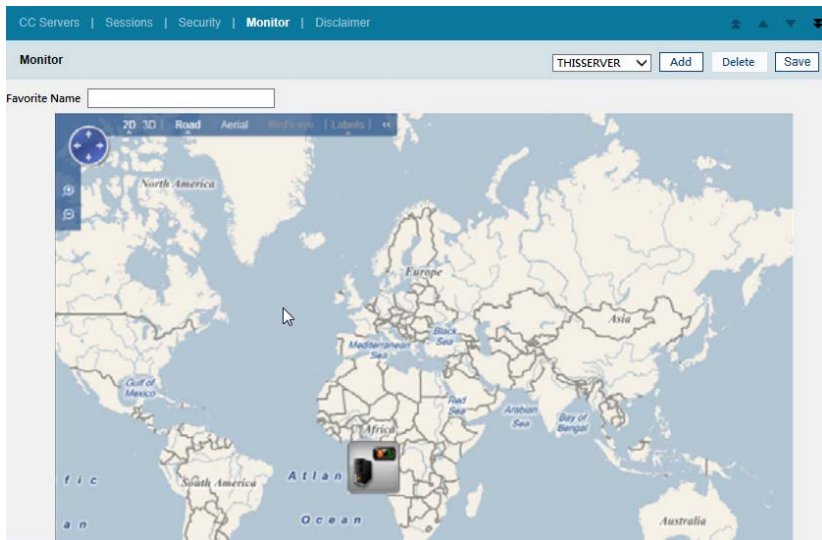 CC Servers | Sessions | Security | Monitor | Disclaimer
Monitor THISSERVER Add Delete Save
Favorite Name
2D 3D | Road Aerial Bird's eye | Labels | «
North America
Europe
Asia
Black
Sea
Mediterranean
Sea
Gulf of
Mexico
Red
Sea
Arabian
Sea
Bay of
Bengal
Africa
f i c
South America
A t l a n
a n
O c e a n
Australia